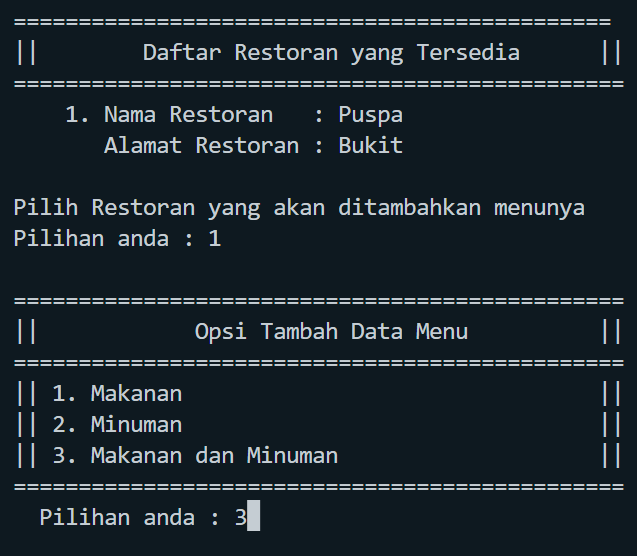 ==============================================
||        Daftar Restoran yang Tersedia      ||
===============================================
    1. Nama Restoran   : Puspa
       Alamat Restoran : Bukit

Pilih Restoran yang akan ditambahkan menunya
Pilihan anda : 1

===============================================
||            Opsi Tambah Data Menu          ||
===============================================
|| 1. Makanan                                ||
|| 2. Minuman                                ||
|| 3. Makanan dan Minuman                    ||
===============================================
  Pilihan anda : 3